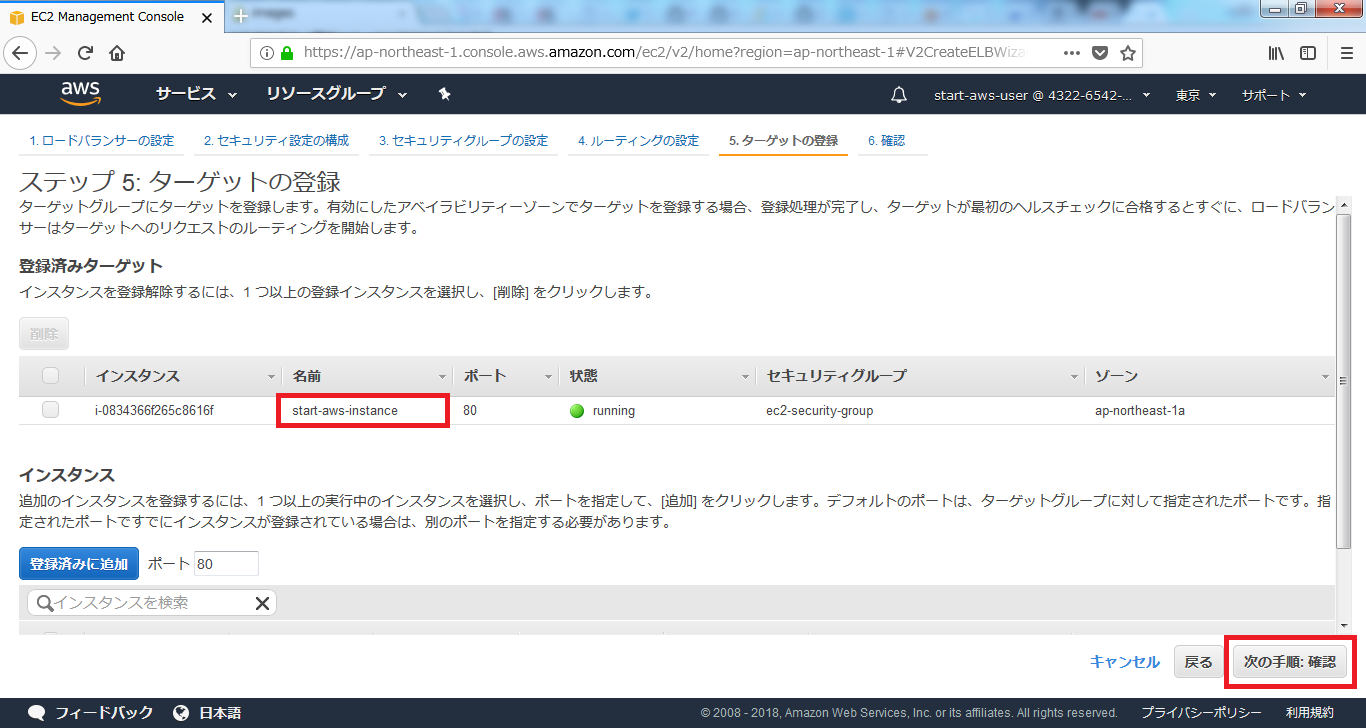 EC2 Management Console
https://ap-northeast-1.console.aws.amazon.com/ec2/v2/home?region=ap-northeast-1#V2CreateELBWiza
aws サービス リソースグループ start-aws-user @ 4322-6542-... 東京 サポート
1. ロードバランサーの設定 2. セキュリティ設定の構成 3. セキュリティグループの設定 4. ルーティングの設定 5. ターゲットの登録 6. 確認
ステップ 5: ターゲットの登録
ターゲットグループにターゲットを登録します。有効にしたアベイラビリティーゾーンでターゲットを登録する場合、登録処理が完了し、ターゲットが最初のヘルスチェックに合格するとすぐに、ロードバラン
サーはターゲットへのリクエストのルーティングを開始します。
登録済みターゲット
インスタンスを登録解除するには、1 つ以上の登録インスタンスを選択し、[削除] をクリックします。
削除
インスタンス 名前 ポート 状態 セキュリティグループ ゾーン
i-0834366f265c8616f start-aws-instance 80 running ec2-security-group ap-northeast-1a
インスタンス
追加のインスタンスを登録するには、1 つ以上の実行中のインスタンスを選択し、ポートを指定して、[追加] をクリックします。デフォルトのポートは、ターゲットグループに対して指定されたポートです。指
定されたポートですでにインスタンスが登録されている場合は、別のポートを指定する必要があります。
登録済みに追加 ポート 80
インスタンスを検索
キャンセル 戻る 次の手順: 確認
フィードバック 日本語 © 2008 - 2018, Amazon Web Services, Inc. or its affiliates. All rights reserved. プライバシーポリシー 利用規約